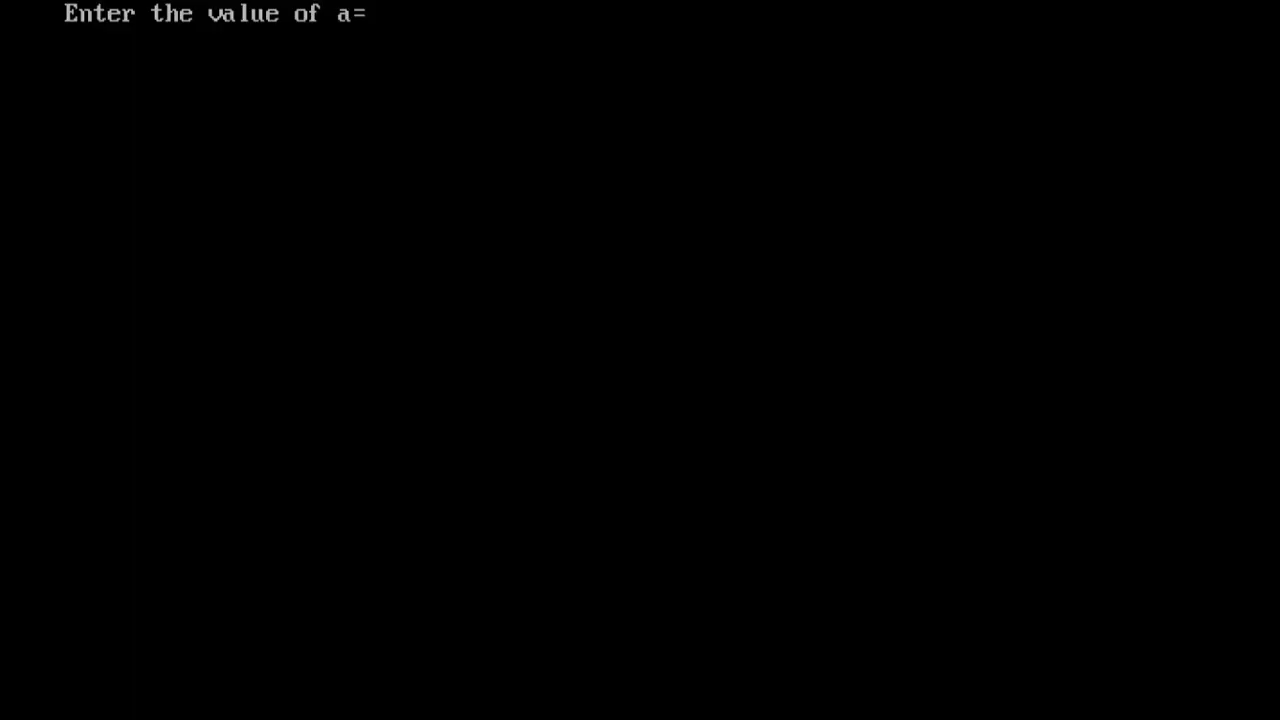 Enter the value of a=